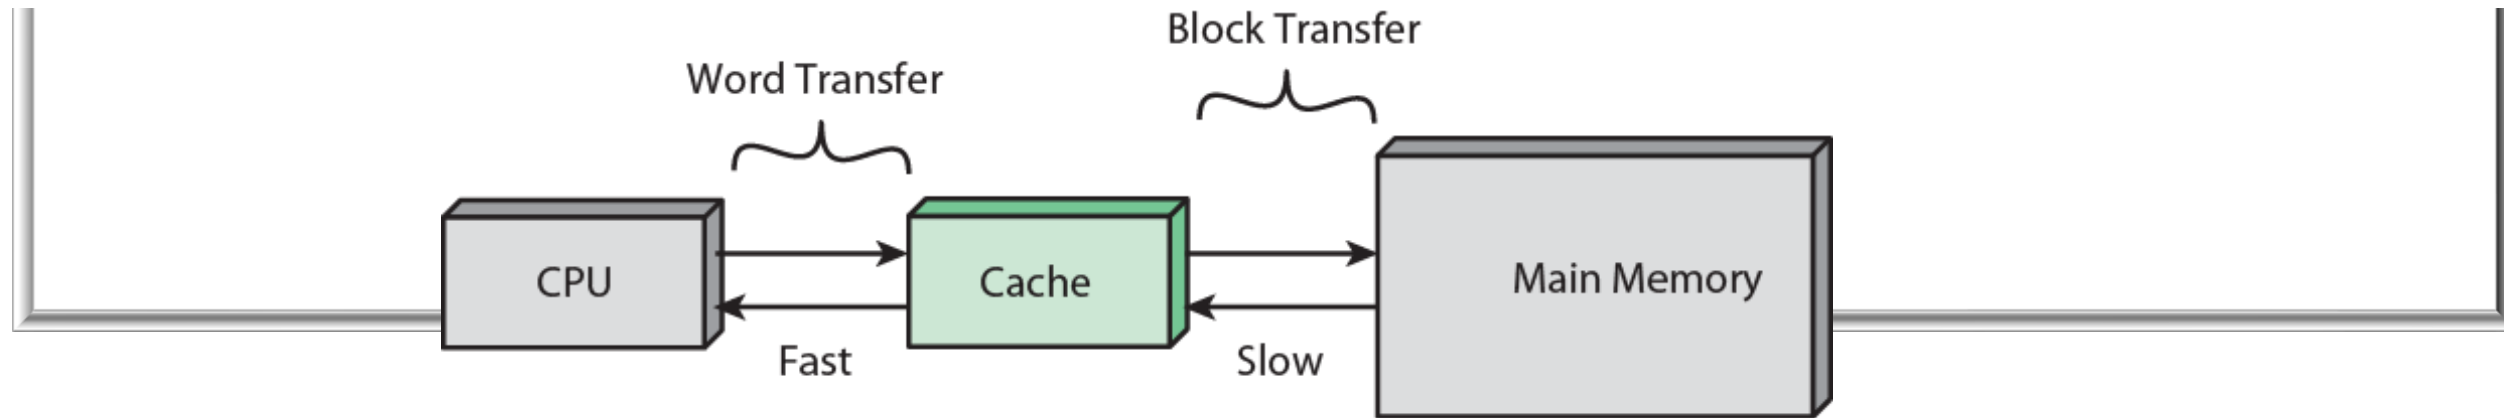 Block Transfer
Word Transfer
CPU
Cache
Main Memory
Fast
Slow